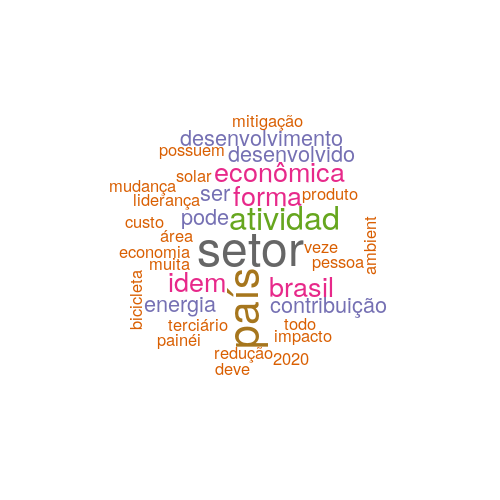 mitigação
desenvolvimento
possuem
desenvolvido
solar
econômica
mudança
ser
forma
produto
liderança
custo
pode
atividad
área
setor
veze
ambient
economia
muita
pessoa
idem
país
brasil
bicicleta
energia
contribuição
terciário
todo
painéi
impacto
redução
2020
deve